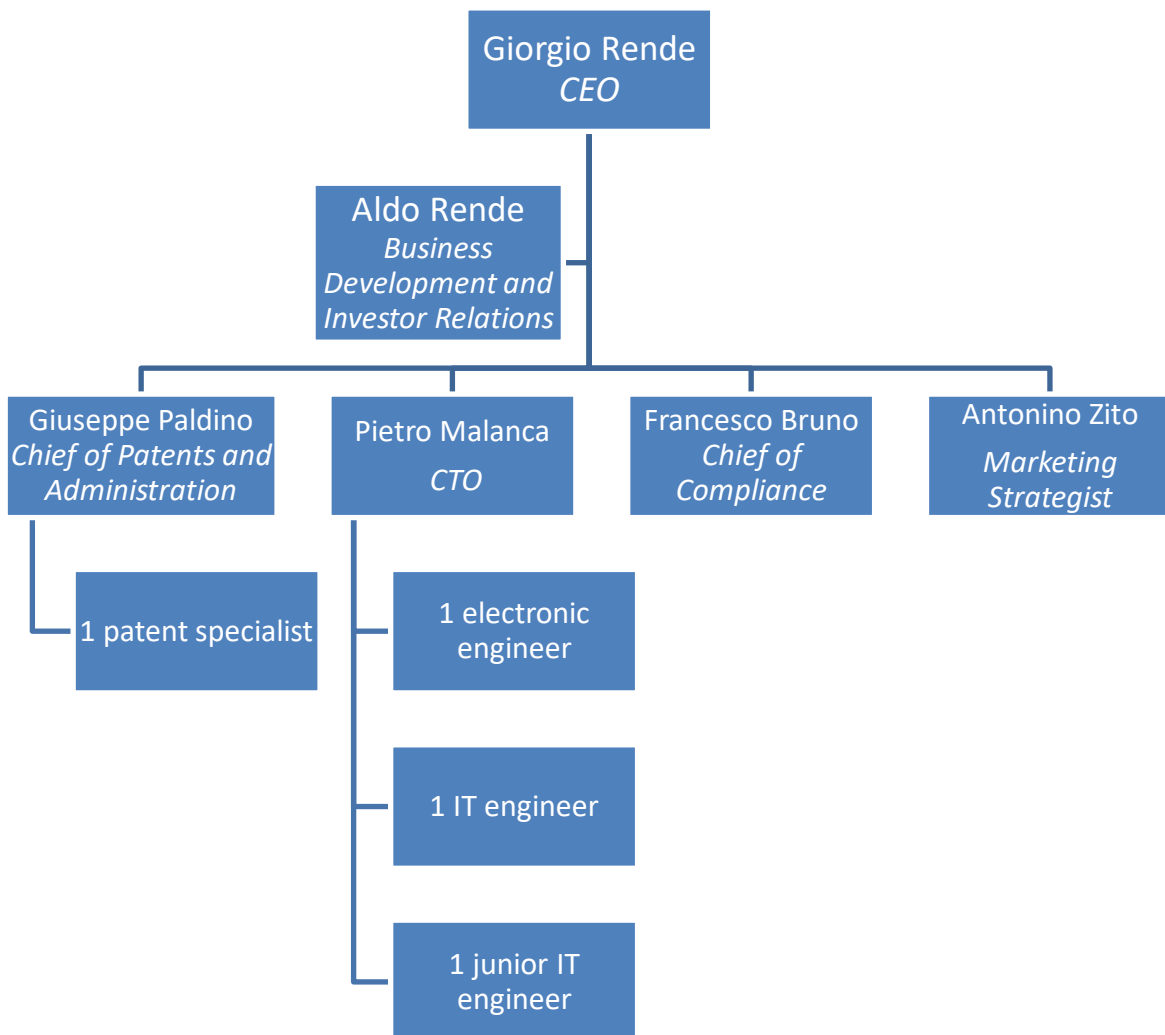 Giorgio Rende
CEO
Aldo Rende
Business
Development and
Investor Relations
Giuseppe Paldino
Chief of Patents and
Administration
Pietro Malanca
CTO
Francesco Bruno
Chief of
Compliance
Antonino Zito
Marketing
Strategist
1 patent specialist
1 electronic
engineer
1 IT engineer
1 junior IT
engineer